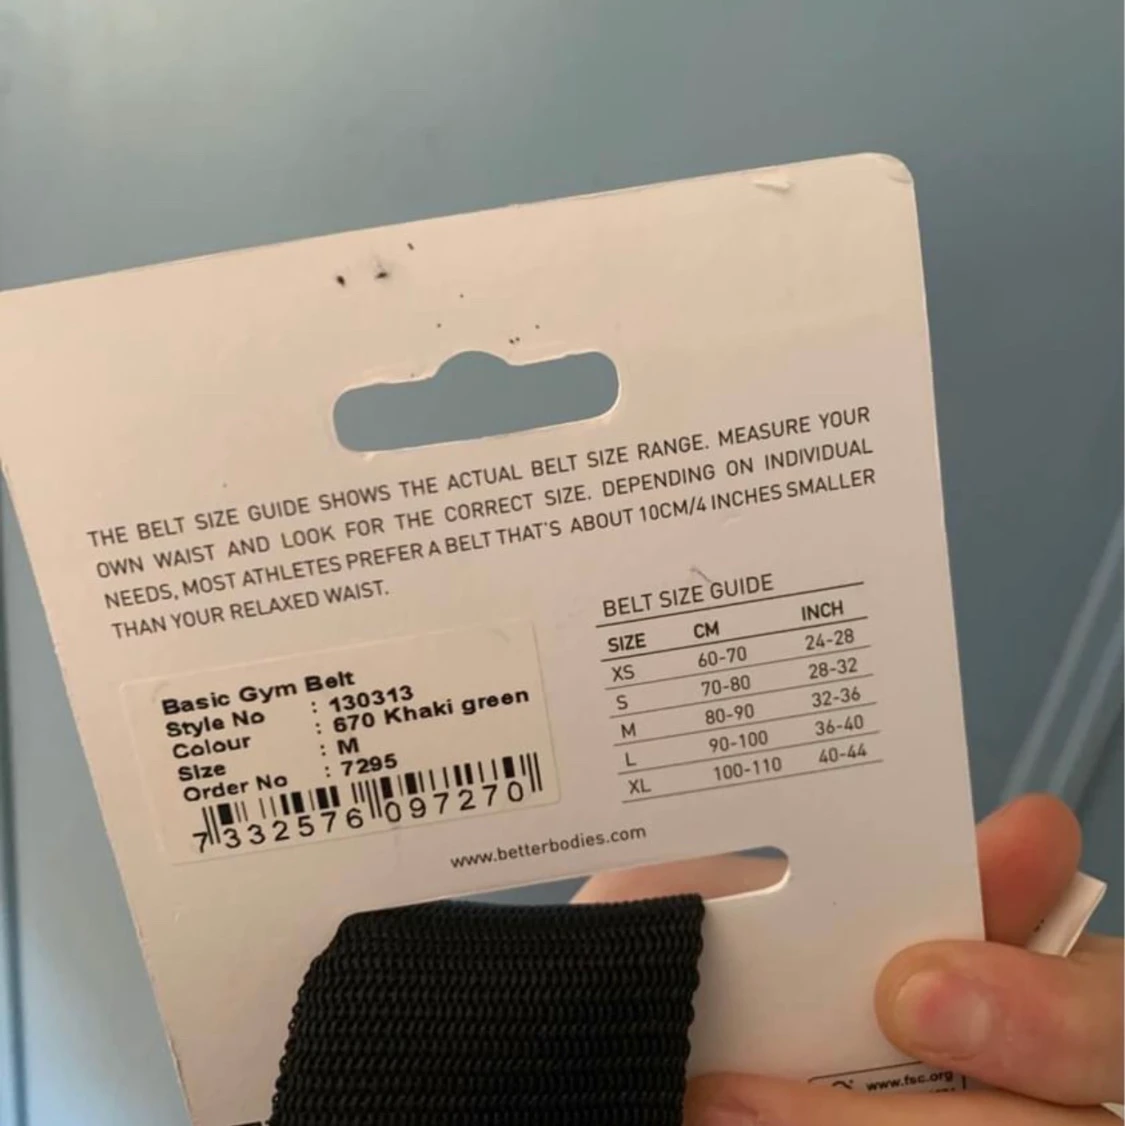 THE BELT SIZE GUIDE SHOWS THE ACTUAL BELT SIZE RANGE. MEASURE YOUR
OWN WAIST AND LOOK FOR THE CORRECT SIZE. DEPENDING ON INDIVIDUAL
NEEDS, MOST ATHLETES PREFER A BELT THAT'S ABOUT 10CM/4 INCHES SMALLER
THAN YOUR RELAXED WAIST.
Basic Gym Belt
Style No : 130313
Colour : 670 Khaki green
Size : M
Order No : 7295
7 332576 097270
BELT SIZE GUIDE
SIZE CM INCH
XS 60-70 24-28
S 70-80 28-32
M 80-90 32-36
L 90-100 36-40
XL 100-110 40-44
www.betterbodies.com
www.fsc.org